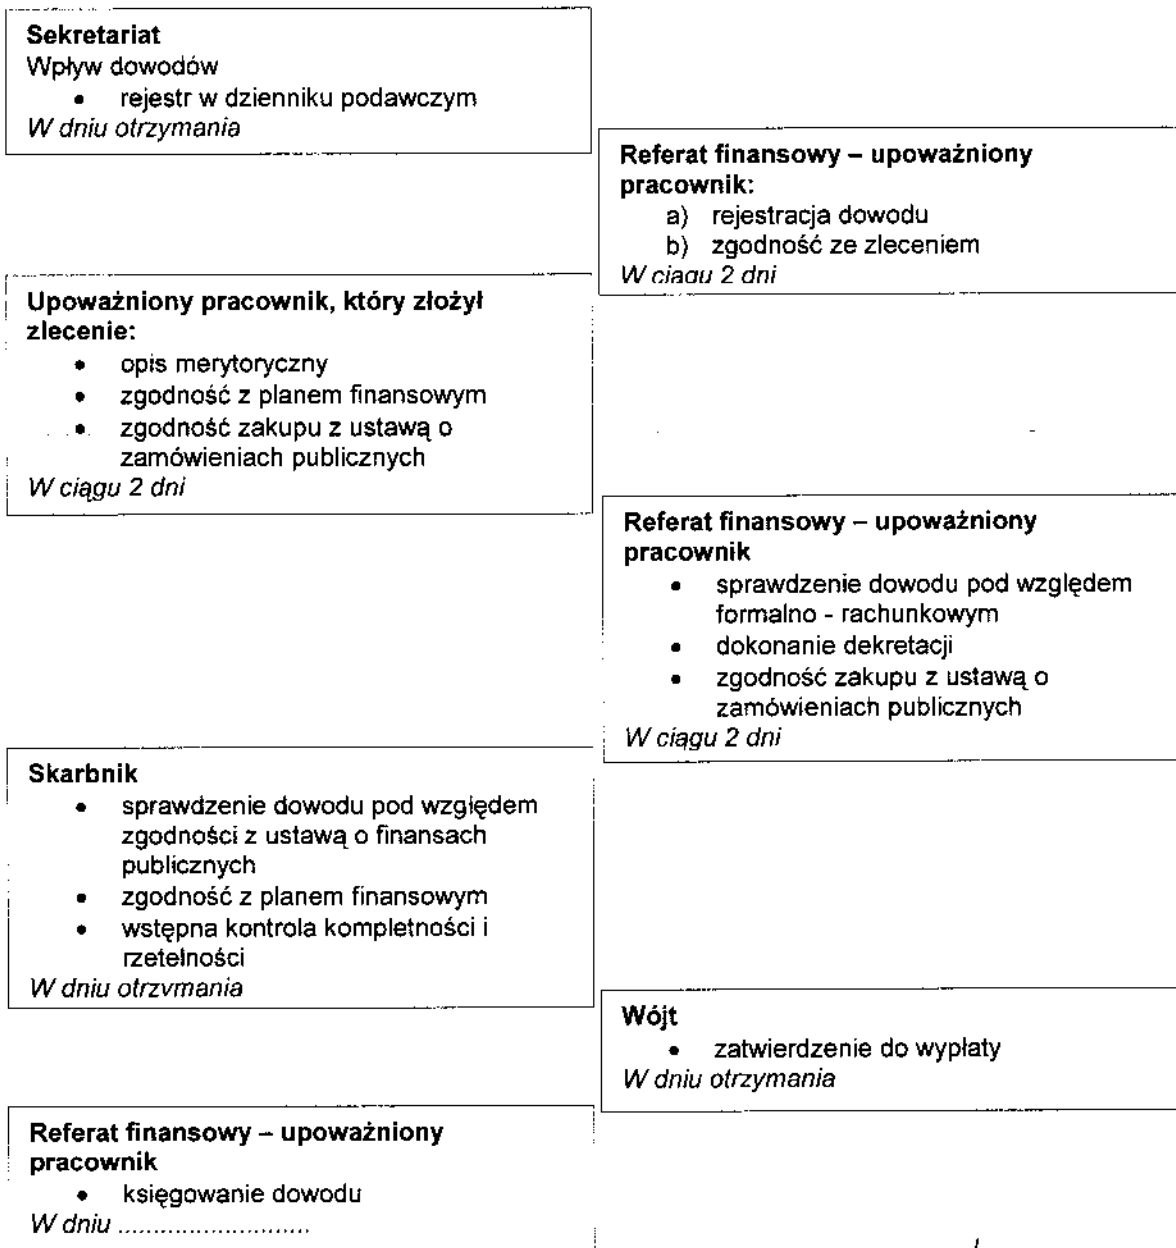 Sekretariat
Wpływ dowodów
• rejestr w dzienniku podawczym
W dniu otrzymania
Referat finansowy – upoważniony
pracownik:
a) rejestracja dowodu
b) zgodność ze zleceniem
W ciągu 2 dni
Upoważniony pracownik, który złożył
zlecenie:
• opis merytoryczny
• zgodność z planem finansowym
• zgodność zakupu z ustawą o
zamówieniach publicznych
W ciągu 2 dni
Referat finansowy – upoważniony
pracownik
• sprawdzenie dowodu pod względem
formalno - rachunkowym
• dokonanie dekretacji
• zgodność zakupu z ustawą o
zamówieniach publicznych
W ciągu 2 dni
Skarbnik
• sprawdzenie dowodu pod względem
zgodności z ustawą o finansach
publicznych
• zgodność z planem finansowym
• wstępna kontrola kompletności i
rzetelności
W dniu otrzymania
Wójt
• zatwierdzenie do wypłaty
W dniu otrzymania
Referat finansowy – upoważniony
pracownik
• księgowanie dowodu
W dniu ...........................